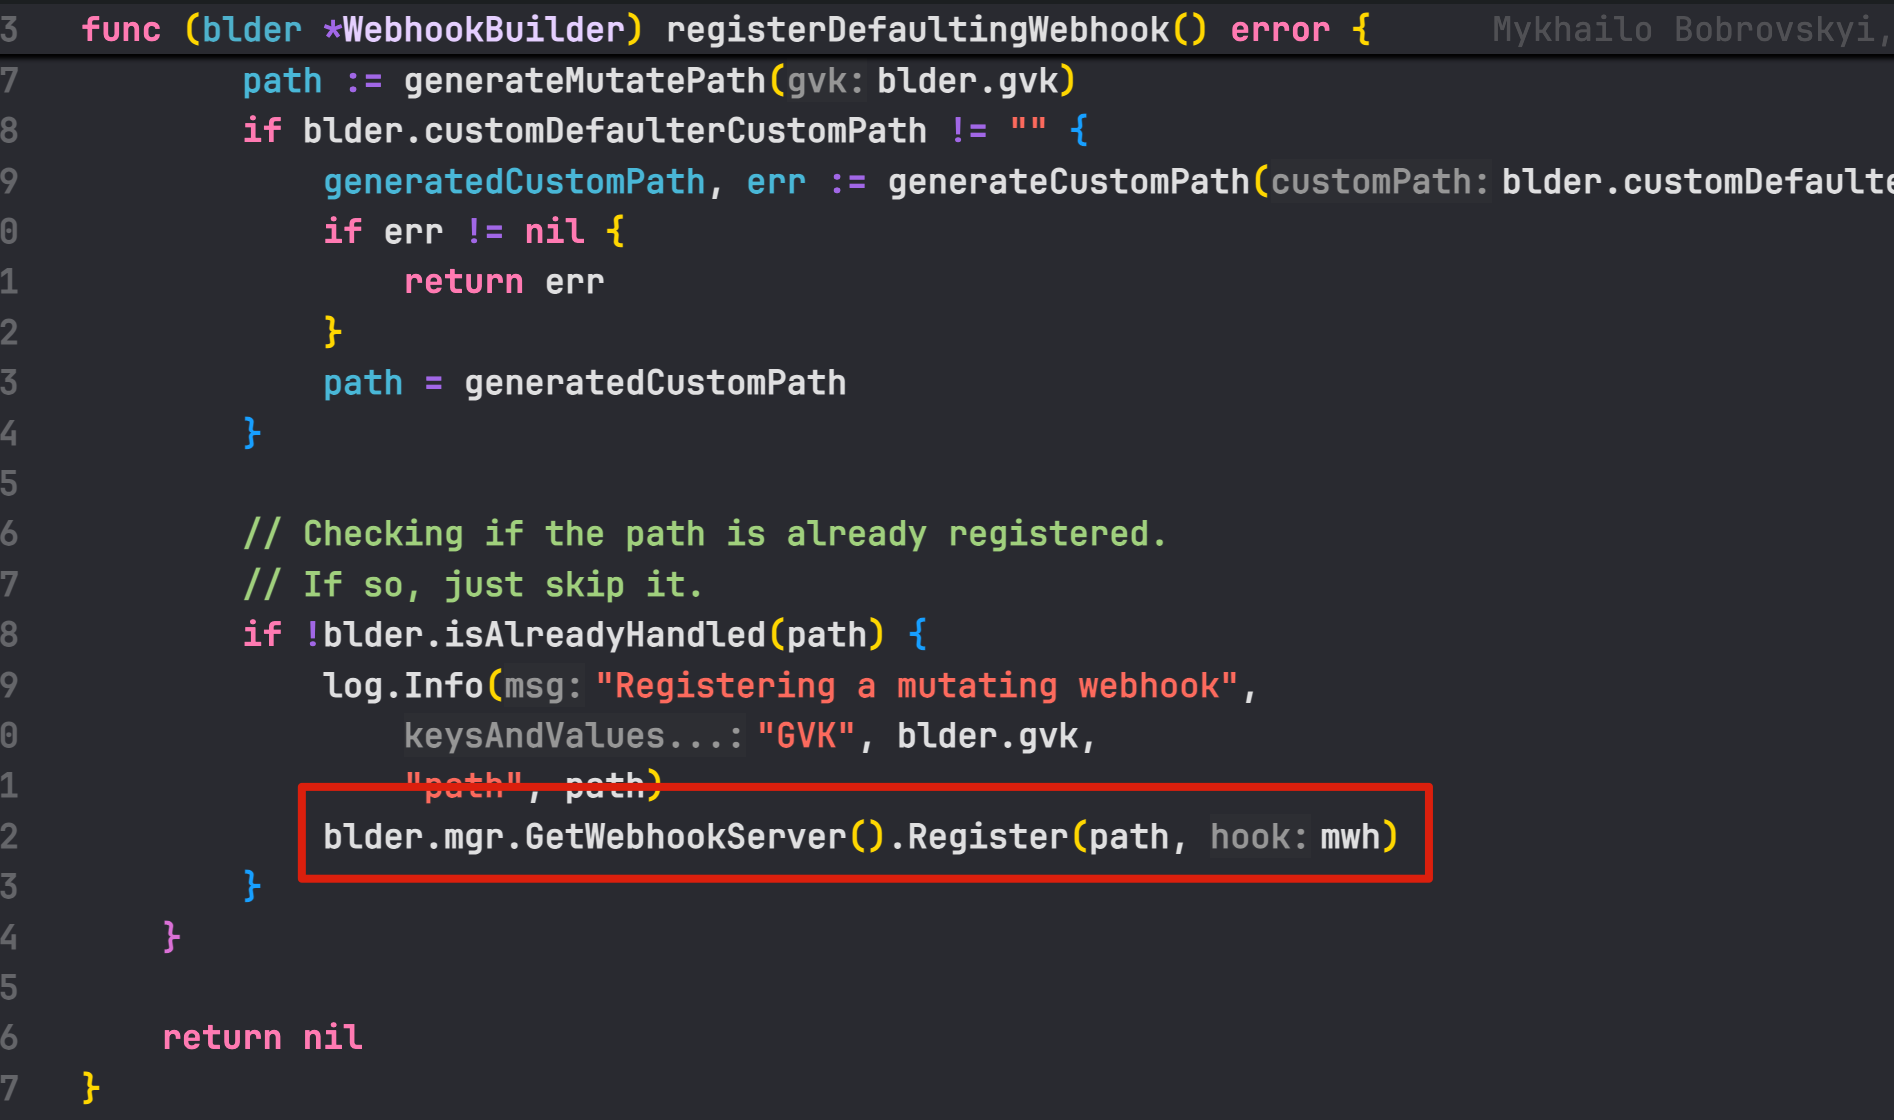 3 func (blder *WebhookBuilder) registerDefaultingWebhook() error { Mykhailo Bobrovskyi,
7 path := generateMutatePath(gvk: blder.gvk)
8 if blder.customDefaulterCustomPath != "" {
9 generatedCustomPath, err := generateCustomPath(customPath: blder.customDefaulte
0 if err != nil {
1 return err
2 }
3 path = generatedCustomPath
4 }
5
6 // Checking if the path is already registered.
7 // If so, just skip it.
8 if !blder.isAlreadyHandled(path) {
9 log.Info(msg: "Registering a mutating webhook",
0 keysAndValues...: "GVK", blder.gvk,
1 "path", path)
2 blder.mgr.GetWebhookServer().Register(path, hook: mwh)
3 }
4 }
5
6 return nil
7 }